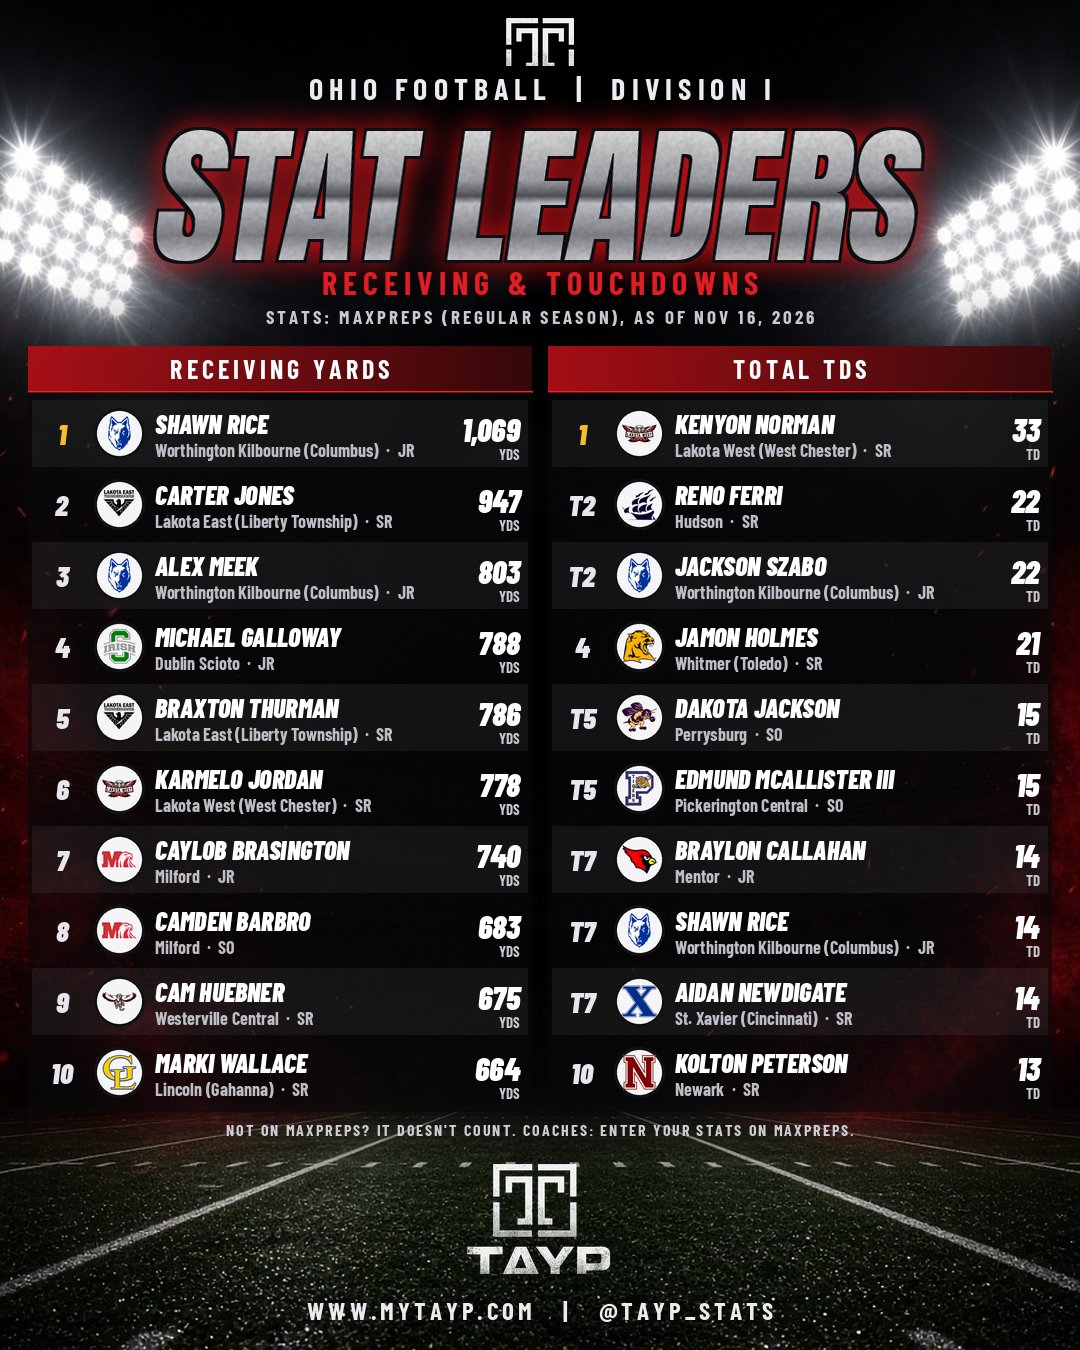 OHIO FOOTBALL | DIVISION I
STAT LEADERS
RECEIVING & TOUCHDOWNS
STATS: MAXPREPS (REGULAR SEASON), AS OF NOV 16, 2026
RECEIVING YARDS
1 SHAWN RICE 1,069
Worthington Kilbourne (Columbus) · JR YDS
2 LAKOTA EAST CARTER JONES 947
Lakota East (Liberty Township) · SR YDS
3 ALEX MEEK 803
Worthington Kilbourne (Columbus) · JR YDS
4 IRISH MICHAEL GALLOWAY 788
Dublin Scioto · JR YDS
5 LAKOTA EAST BRAXTON THURMAN 786
Lakota East (Liberty Township) · SR YDS
6 LAKOTA WEST KARMELO JORDAN 778
Lakota West (West Chester) · SR YDS
7 M CAYLOB BRASINGTON 740
Milford · JR YDS
8 M CAMDEN BARBRO 683
Milford · SO YDS
9 CAM HUEBNER 675
Westerville Central · SR YDS
10 GL MARKI WALLACE 664
Lincoln (Gahanna) · SR YDS
TOTAL TDS
1 LAKOTA WEST KENYON NORMAN 33
Lakota West (West Chester) · SR TD
T2 RENO FERRI 22
Hudson · SR TD
T2 JACKSON SZABO 22
Worthington Kilbourne (Columbus) · JR TD
4 JAMON HOLMES 21
Whitmer (Toledo) · SR TD
T5 DAKOTA JACKSON 15
Perrysburg · SO TD
T5 P EDMUND MCALLISTER III 15
Pickerington Central · SO TD
T7 BRAYLON CALLAHAN 14
Mentor · JR TD
T7 SHAWN RICE 14
Worthington Kilbourne (Columbus) · JR TD
T7 X AIDAN NEWDIGATE 14
St. Xavier (Cincinnati) · SR TD
10 N KOLTON PETERSON 13
Newark · SR TD
NOT ON MAXPREPS? IT DOESN'T COUNT. COACHES: ENTER YOUR STATS ON MAXPREPS.
TAYP
WWW.MYTAYP.COM | @TAYP_STATS